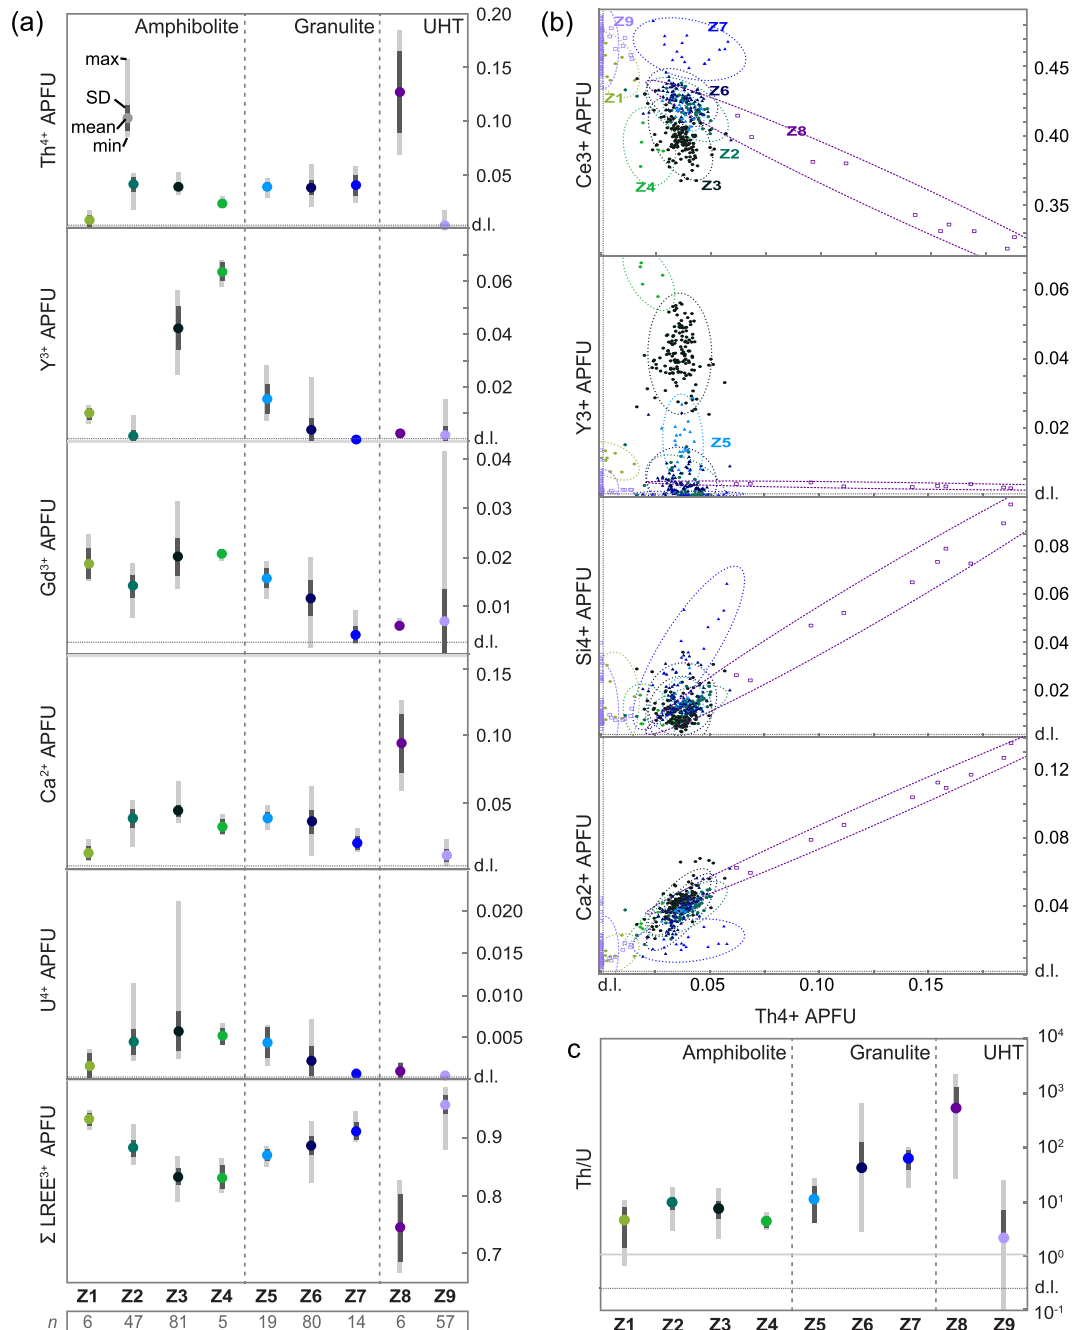 (a)
Amphibolite Granulite UHT
max
SD
mean
min
Th⁴⁺ APFU
0.20
0.15
0.10
0.05
d.l.
Y³⁺ APFU
0.06
0.04
0.02
d.l.
Gd³⁺ APFU
0.04
0.03
0.02
0.01
d.l.
Ca²⁺ APFU
0.15
0.10
0.05
d.l.
U⁴⁺ APFU
0.020
0.015
0.010
0.005
d.l.
Σ LREE³⁺ APFU
0.9
0.8
0.7
Z1 Z2 Z3 Z4 Z5 Z6 Z7 Z8 Z9
n 6 47 81 5 19 80 14 6 57
(b)
Ce3+ APFU
Z9
Z7
Z1
Z6
Z8
Z2
Z4
Z3
0.45
0.40
0.35
Y3+ APFU
Z5
0.06
0.04
0.02
d.l.
Si4+ APFU
0.08
0.06
0.04
0.02
d.l.
Ca2+ APFU
0.12
0.08
0.04
d.l.
d.l. 0.05 0.10 0.15
Th4+ APFU
c
Amphibolite Granulite UHT
Th/U
10⁴
10³
10²
10¹
10⁰
d.l.
10⁻¹
Z1 Z2 Z3 Z4 Z5 Z6 Z7 Z8 Z9